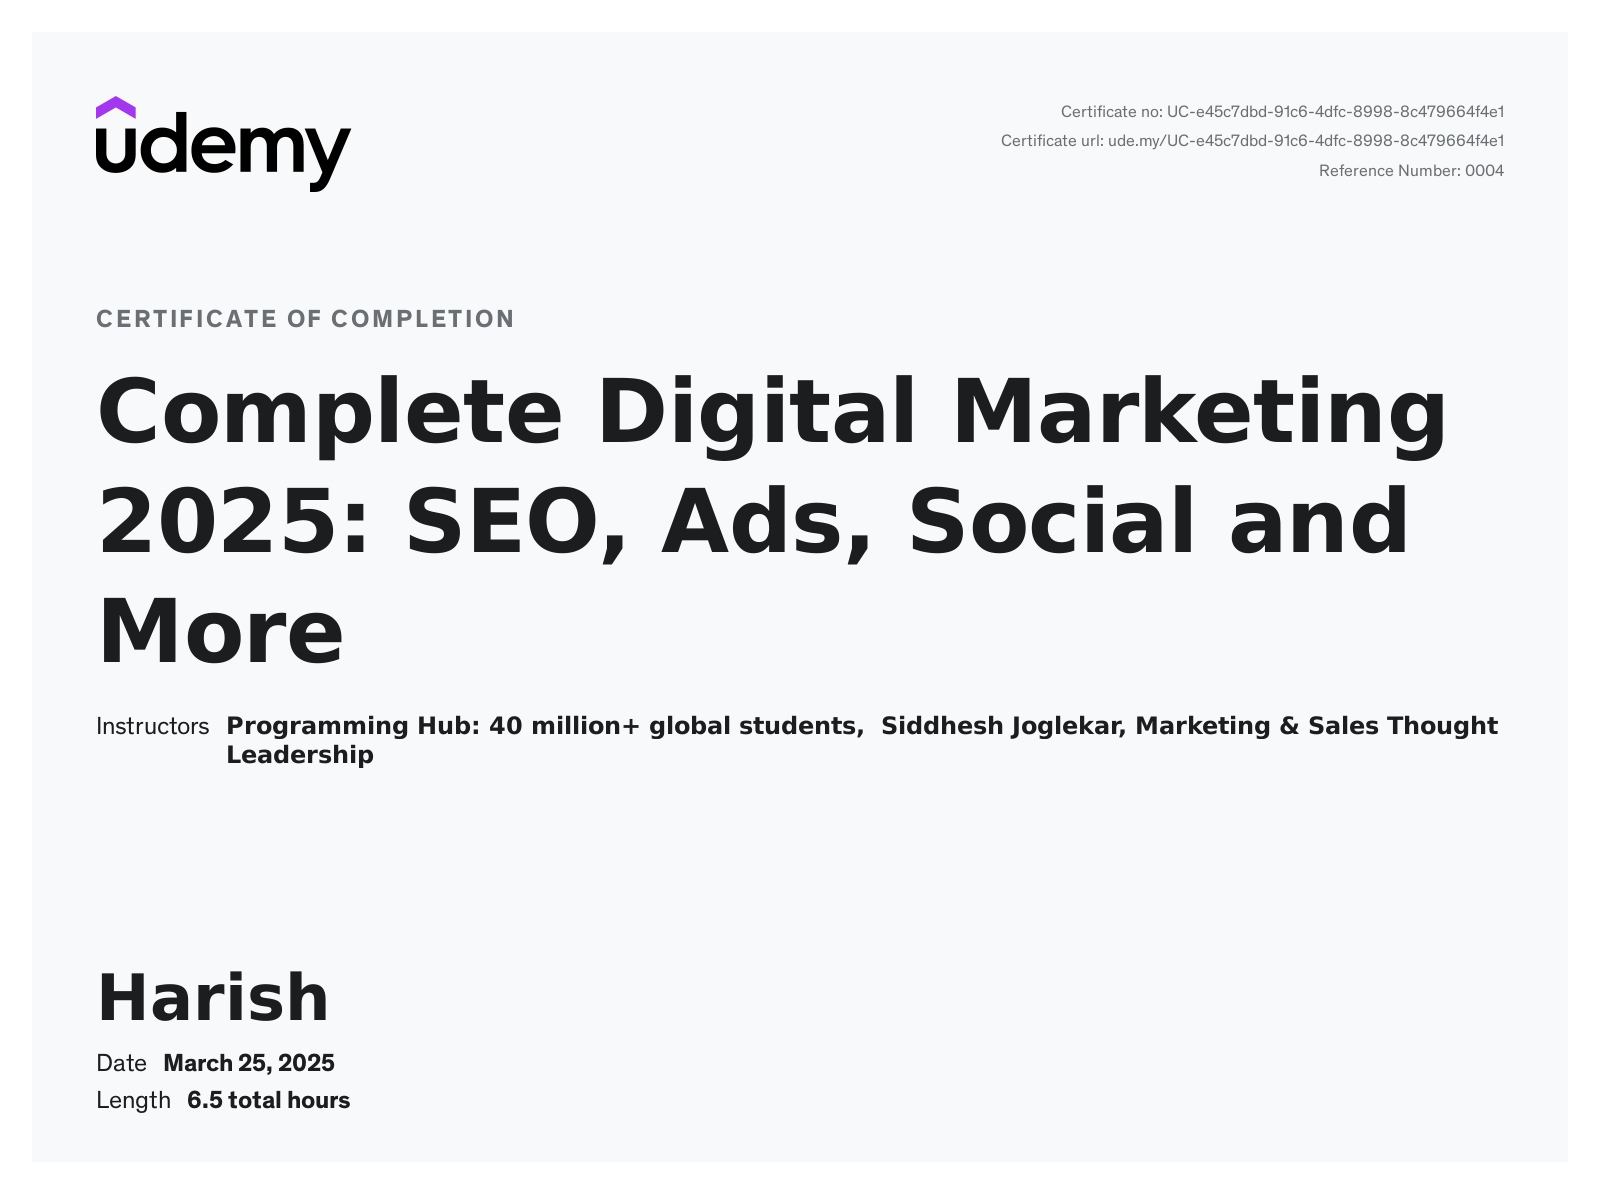 udemy
Certificate no: UC-e45c7dbd-91c6-4dfc-8998-8c479664f4e1
Certificate url: ude.my/UC-e45c7dbd-91c6-4dfc-8998-8c479664f4e1
Reference Number: 0004
CERTIFICATE OF COMPLETION
Complete Digital Marketing
2025: SEO, Ads, Social and
More
Instructors Programming Hub: 40 million+ global students, Siddhesh Joglekar, Marketing & Sales Thought
Leadership
Harish
Date March 25, 2025
Length 6.5 total hours